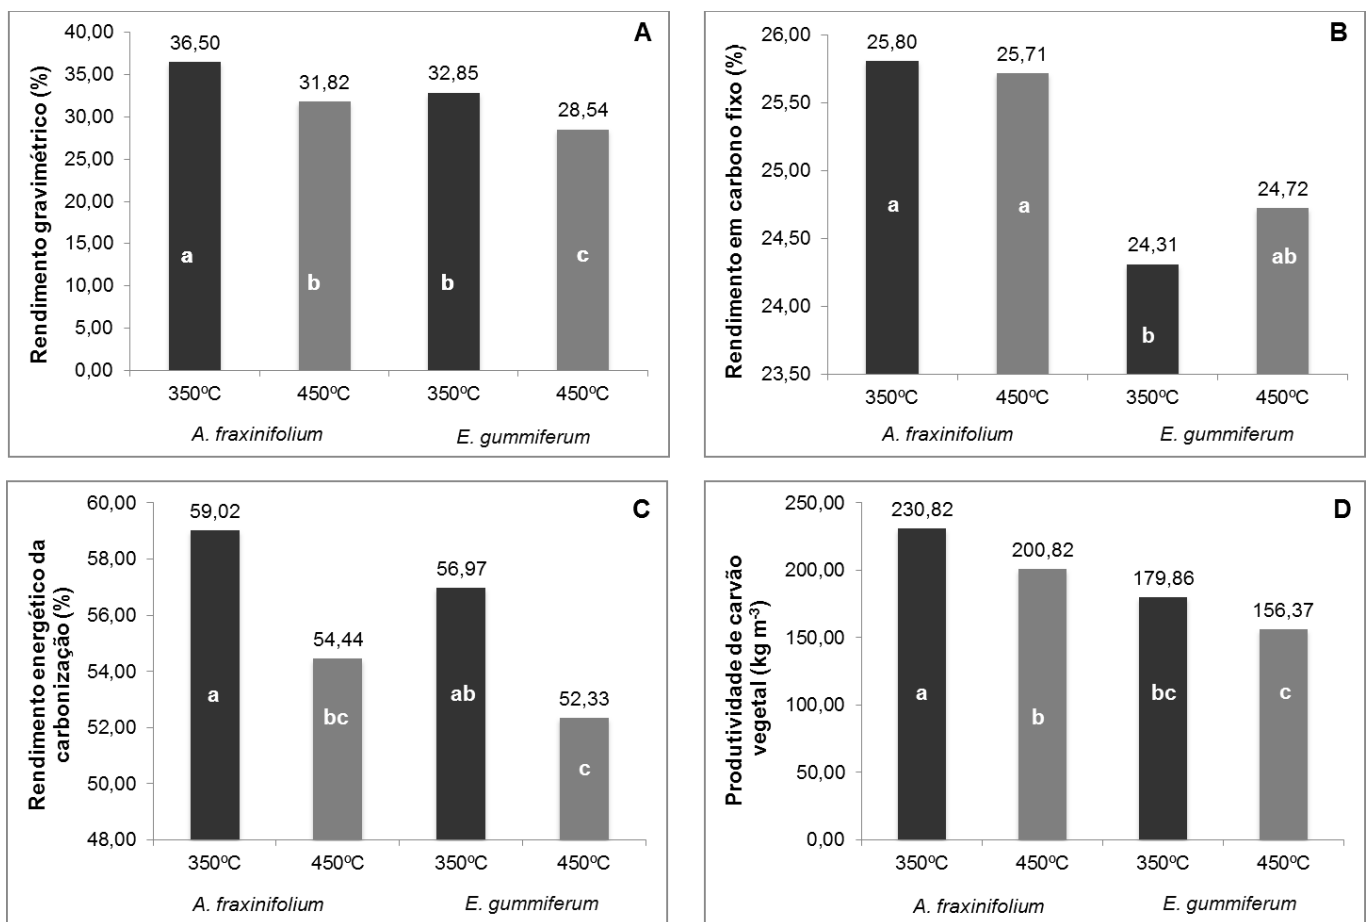 A
Rendimento gravimétrico (%)
40,00
35,00
30,00
25,00
20,00
15,00
10,00
5,00
0,00
36,50
31,82
32,85
28,54
a
b
b
c
350ºC 450ºC 350ºC 450ºC
A. fraxinifolium E. gummiferum
B
Rendimento em carbono fixo (%)
26,00
25,50
25,00
24,50
24,00
23,50
25,80
25,71
24,31
24,72
a
a
b
ab
350ºC 450ºC 350ºC 450ºC
A. fraxinifolium E. gummiferum
C
Rendimento energético da
carbonização (%)
60,00
58,00
56,00
54,00
52,00
50,00
48,00
59,02
54,44
56,97
52,33
a
bc
ab
c
350ºC 450ºC 350ºC 450ºC
A. fraxinifolium E. gummiferum
D
Produtividade de carvão
vegetal (kg m⁻³)
250,00
200,00
150,00
100,00
50,00
0,00
230,82
200,82
179,86
156,37
a
b
bc
c
350ºC 450ºC 350ºC 450ºC
A. fraxinifolium E. gummiferum